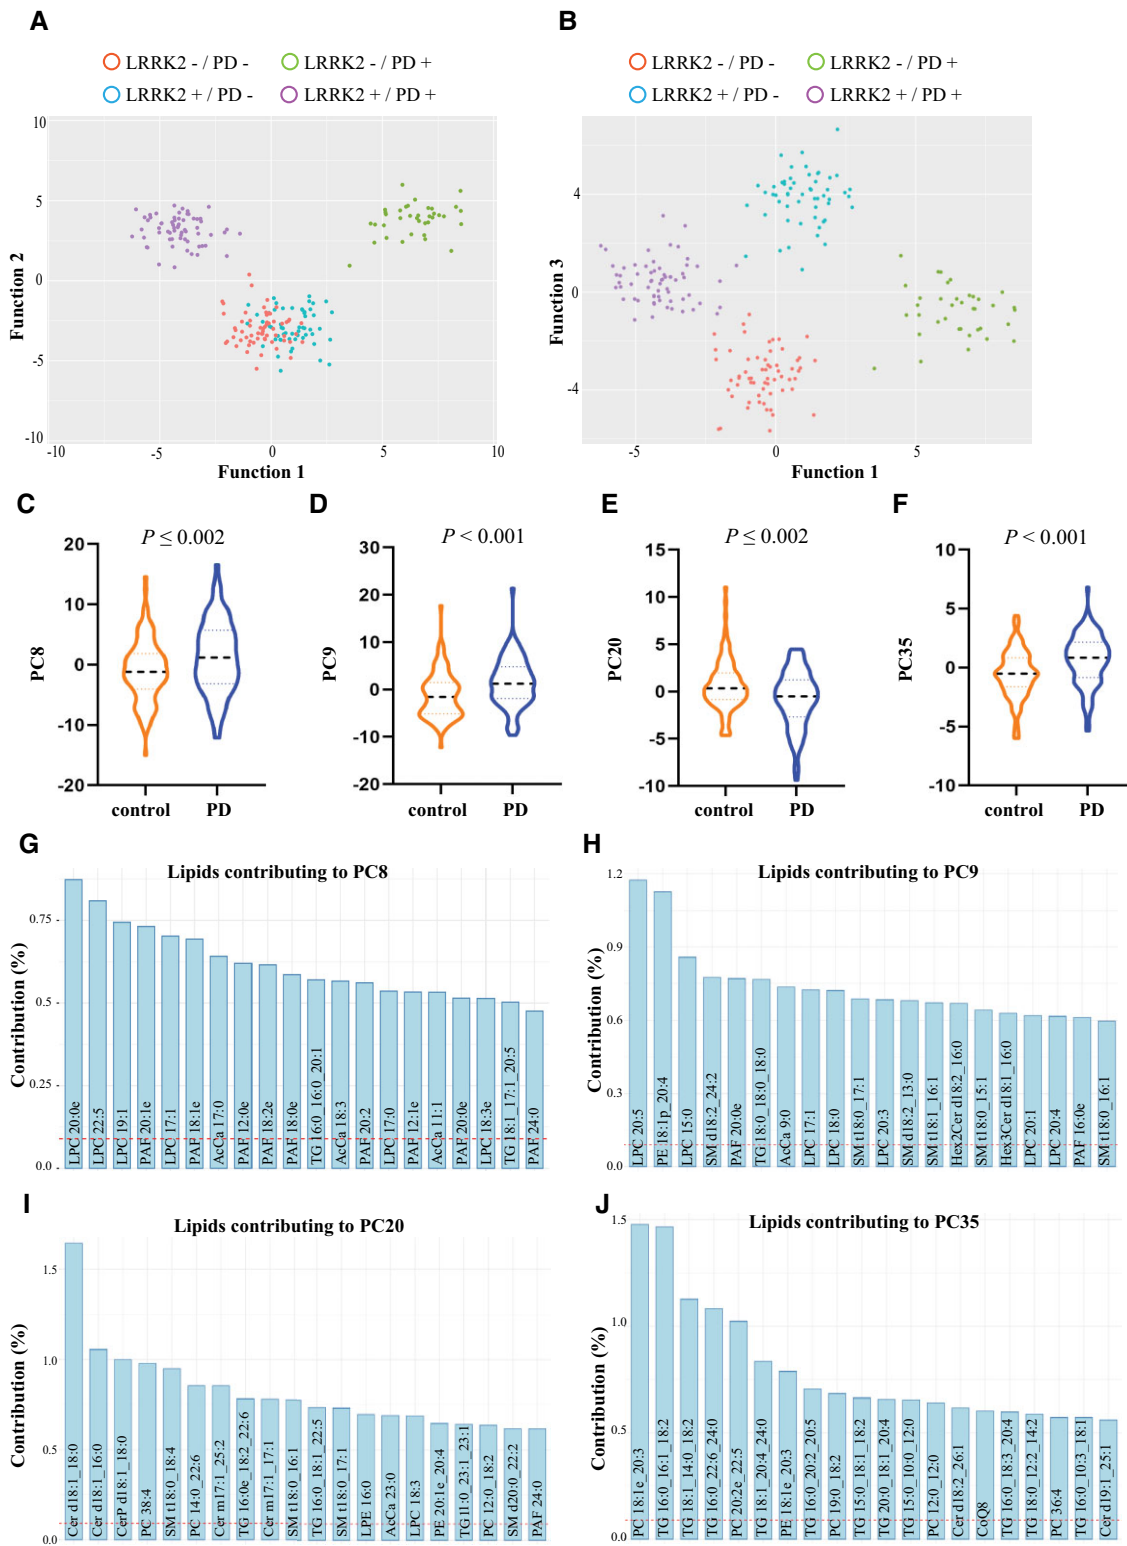 A
LRRK2 - / PD -
LRRK2 - / PD +
LRRK2 + / PD -
LRRK2 + / PD +
10
5
0
-5
-10
Function 2
-10
-5
0
5
10
Function 1
B
LRRK2 - / PD -
LRRK2 - / PD +
LRRK2 + / PD -
LRRK2 + / PD +
4
0
-4
Function 3
-5
0
5
Function 1
C
P ≤ 0.002
20
10
0
-10
-20
PC8
control
PD
D
P < 0.001
30
20
10
0
-10
-20
PC9
control
PD
E
P ≤ 0.002
15
10
5
0
-5
-10
PC20
control
PD
F
P < 0.001
10
5
0
-5
-10
PC35
control
PD
G
Lipids contributing to PC8
Contribution (%)
0.75
0.5
0.25
0.0
LPC 20:0e
LPC 22:5
LPC 19:1
PAF 20:1e
LPC 17:1
PAF 18:1e
AcCa 17:0
PAF 12:0e
PAF 18:2e
PAF 18:0e
TG 16:0_16:0_20:1
AcCa 18:3
PAF 20:2
LPC 17:0
PAF 12:1e
AcCa 11:1
PAF 20:0e
LPC 18:3e
TG 18:1_17:1_20:5
PAF 24:0
H
Lipids contributing to PC9
Contribution (%)
1.2
0.9
0.6
0.3
0.0
LPC 20:5
PE 18:1p_20:4
LPC 15:0
SM d18:2_24:2
PAF 20:0e
TG 18:0_18:0_18:0
AcCa 9:0
LPC 17:1
LPC 18:0
SM t18:0_17:1
LPC 20:3
SM d18:2_13:0
SM t18:1_16:1
Hex2Cer d18:2_16:0
SM t18:0_15:1
Hex3Cer d18:1_16:0
LPC 20:1
LPC 20:4
PAF 16:0e
SM t18:0_16:1
I
Lipids contributing to PC20
Contribution (%)
1.5
1.0
0.5
0.0
Cer d18:1_18:0
Cer d18:1_16:0
CerP d18:1_18:0
PC 38:4
SM t18:0_18:4
PC 14:0_22:6
Cer m17:1_25:2
TG 16:0e_18:2_22:6
Cer m17:1_17:1
SM t18:0_16:1
TG 16:0_18:1_22:5
SM t18:0_17:1
LPE 16:0
AcCa 23:0
LPC 18:3
PE 20:1e_20:4
TG11:0_23:1_23:1
PC 12:0_18:2
SM d20:0_22:2
PAF 24:0
J
Lipids contributing to PC35
Contribution (%)
1.5
1.0
0.5
0.0
PC 18:1e_20:3
TG 16:0_16:1_18:2
TG 18:1_14:0_18:2
TG 16:0_22:6_24:0
PC 20:2e_22:5
TG 18:1_20:4_24:0
PE 18:1e_20:3
TG 16:0_20:2_20:5
PC 19:0_18:2
TG 15:0_18:1_18:2
TG 20:0_18:1_20:4
TG 15:0_10:0_12:0
PC 12:0_12:0
Cer d18:2_26:1
CoQ8
TG 16:0_18:3_20:4
TG 18:0_12:2_14:2
PC 36:4
TG 16:0_10:3_18:1
Cer d19:1_25:1